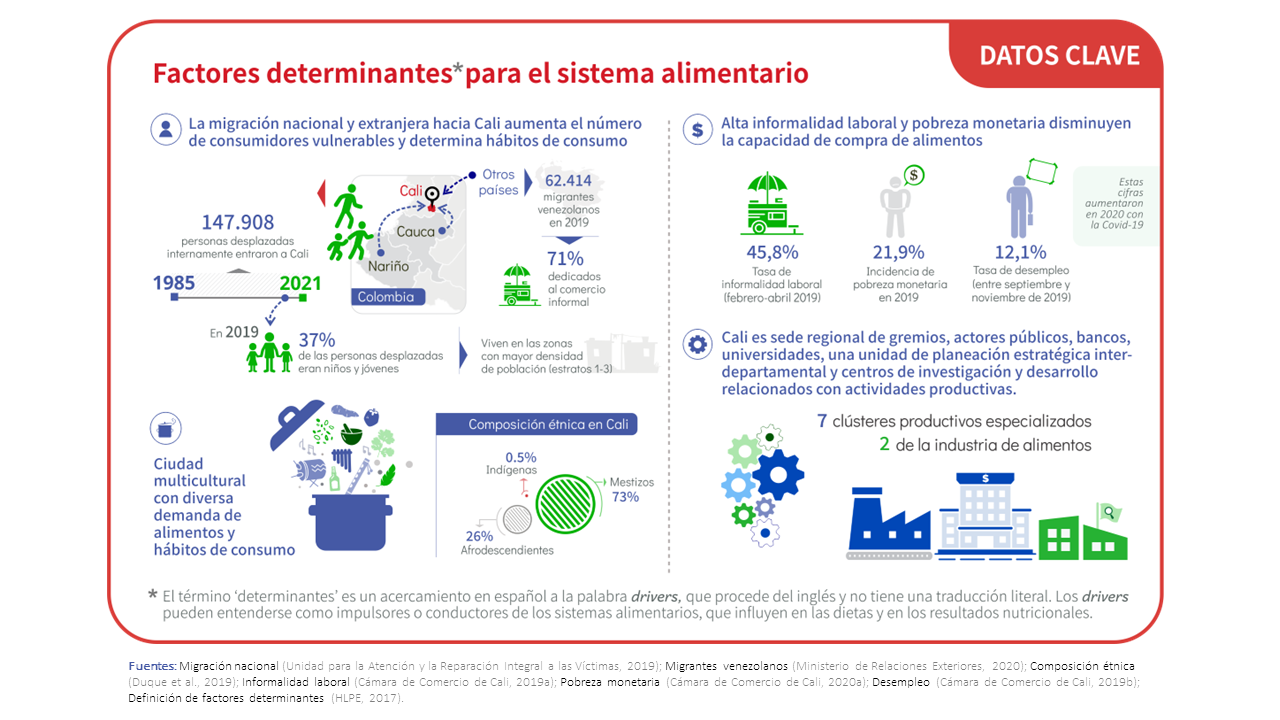 DATOS CLAVE
Factores determinantes* para el sistema alimentario
La migración nacional y extranjera hacia Cali aumenta el número
de consumidores vulnerables y determina hábitos de consumo
147.908
personas desplazadas
internamente entraron a Cali
1985
2021
Cali
Otros
países
Cauca
Nariño
Colombia
62.414
migrantes
venezolanos
en 2019
71%
dedicados
al comercio
informal
En 2019
37%
de las personas desplazadas
eran niños y jóvenes
Viven en las zonas
con mayor densidad
de población (estratos 1-3)
Ciudad
multicultural
con diversa
demanda de
alimentos y
hábitos de consumo
Composición étnica en Cali
0.5%
Indígenas
Mestizos
73%
26%
Afrodescendientes
$
Alta informalidad laboral y pobreza monetaria disminuyen
la capacidad de compra de alimentos
$
45,8%
Tasa de
informalidad laboral
(febrero-abril 2019)
21,9%
Incidencia de
pobreza monetaria
en 2019
12,1%
Tasa de desempleo
(entre septiembre y
noviembre de 2019)
Estas
cifras
aumentaron
en 2020 con
la Covid-19
Cali es sede regional de gremios, actores públicos, bancos,
universidades, una unidad de planeación estratégica inter-
departamental y centros de investigación y desarrollo
relacionados con actividades productivas.
7 clústeres productivos especializados
2 de la industria de alimentos
$
* El término ‘determinantes’ es un acercamiento en español a la palabra drivers, que procede del inglés y no tiene una traducción literal. Los drivers
pueden entenderse como impulsores o conductores de los sistemas alimentarios, que influyen en las dietas y en los resultados nutricionales.
Fuentes: Migración nacional (Unidad para la Atención y la Reparación Integral a las Víctimas, 2019); Migrantes venezolanos (Ministerio de Relaciones Exteriores, 2020); Composición étnica
(Duque et al., 2019); Informalidad laboral (Cámara de Comercio de Cali, 2019a); Pobreza monetaria (Cámara de Comercio de Cali, 2020a); Desempleo (Cámara de Comercio de Cali, 2019b);
Definición de factores determinantes (HLPE, 2017).